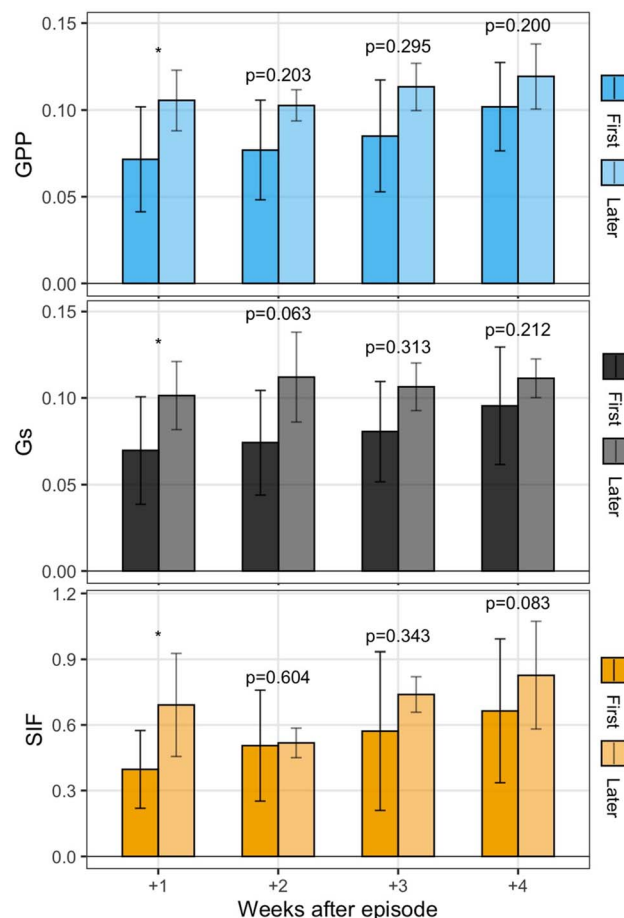 0.15
0.10
0.05
0.00
GPP
*
p=0.203
p=0.295
p=0.200
First
Later
0.15
0.10
0.05
0.00
Gs
*
p=0.063
p=0.313
p=0.212
First
Later
1.2
0.9
0.6
0.3
0.0
SIF
*
p=0.604
p=0.343
p=0.083
First
Later
+1
+2
+3
+4
Weeks after episode